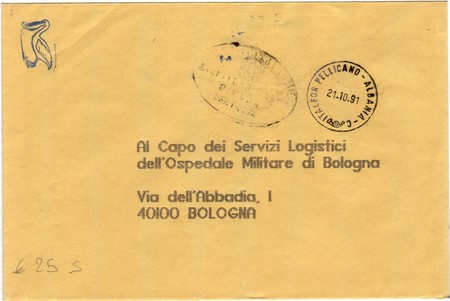 ITALFOR PELLICANO - ALBANIA - C
21.10.91
Al Capo dei Servizi Logistici
dell'Ospedale Militare di Bologna
Via dell'Abbadia, 1
40100 BOLOGNA